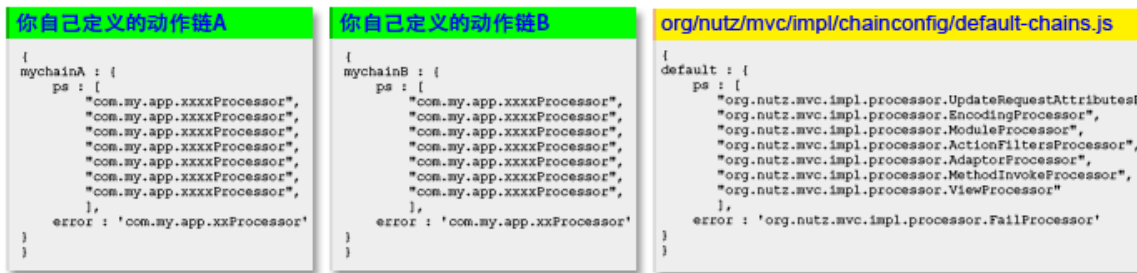 你自己定义的动作链A
{
mychainA : {
    ps : [
        "com.my.app.xxxxProcessor",
        "com.my.app.xxxxProcessor",
        "com.my.app.xxxxProcessor",
        "com.my.app.xxxxProcessor",
        "com.my.app.xxxxProcessor",
        "com.my.app.xxxxProcessor",
        "com.my.app.xxxxProcessor",
        ],
    error : 'com.my.app.xxProcessor'
}
}
你自己定义的动作链B
{
mychainB : {
    ps : [
        "com.my.app.xxxxProcessor",
        "com.my.app.xxxxProcessor",
        "com.my.app.xxxxProcessor",
        "com.my.app.xxxxProcessor",
        "com.my.app.xxxxProcessor",
        "com.my.app.xxxxProcessor",
        "com.my.app.xxxxProcessor",
        ],
    error : 'com.my.app.xxProcessor'
}
}
org/nutz/mvc/impl/chainconfig/default-chains.js
{
default : {
    ps : [
        "org.nutz.mvc.impl.processor.UpdateRequestAttributes
        "org.nutz.mvc.impl.processor.EncodingProcessor",
        "org.nutz.mvc.impl.processor.ModuleProcessor",
        "org.nutz.mvc.impl.processor.ActionFiltersProcessor",
        "org.nutz.mvc.impl.processor.AdaptorProcessor",
        "org.nutz.mvc.impl.processor.MethodInvokeProcessor",
        "org.nutz.mvc.impl.processor.ViewProcessor"
        ],
    error : 'org.nutz.mvc.impl.processor.FailProcessor'
}
}